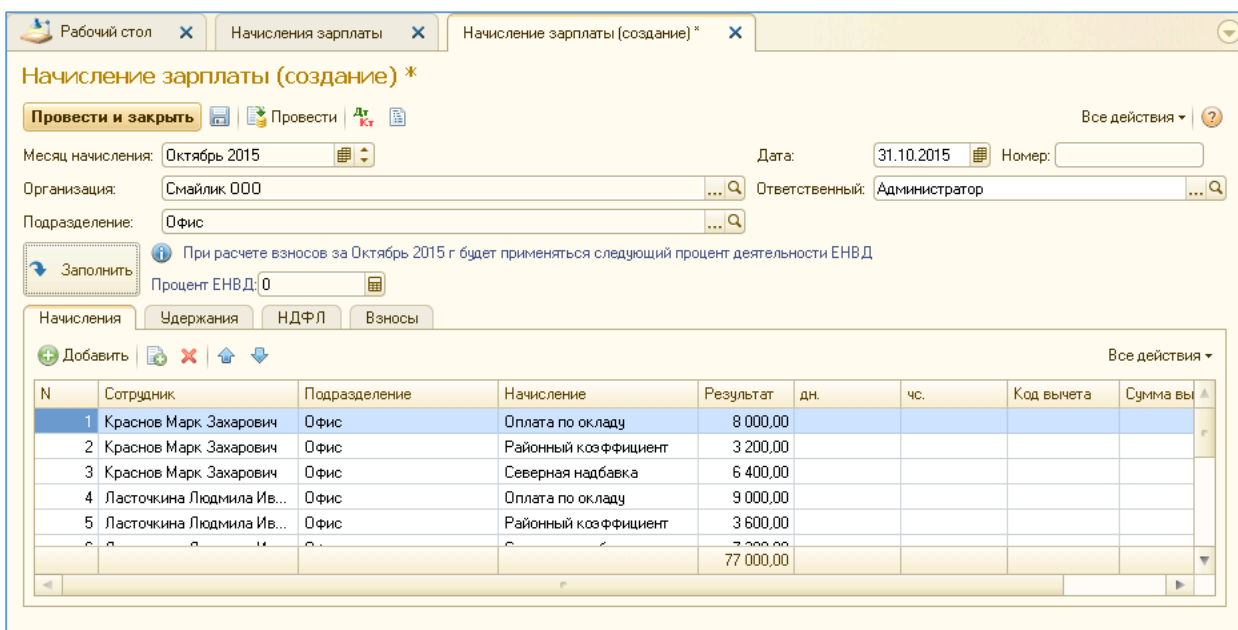 Рабочий стол Начисления зарплаты Начисление зарплаты (создание) *
Начисление зарплаты (создание) *
Провести и закрыть Провести Дт Кт Все действия
Месяц начисления: Октябрь 2015 Дата: 31.10.2015 Номер:
Организация: Смайлик ООО ... Ответственный: Администратор ...
Подразделение: Офис ...
Заполнить При расчете взносов за Октябрь 2015 г будет применяться следующий процент деятельности ЕНВД
Процент ЕНВД: 0
Начисления Удержания НДФЛ Взносы
Добавить Все действия
N Сотрудник Подразделение Начисление Результат дн. чс. Код вычета Сумма вы
1 Краснов Марк Захарович Офис Оплата по окладу 8 000,00
2 Краснов Марк Захарович Офис Районный коэффициент 3 200,00
3 Краснов Марк Захарович Офис Северная надбавка 6 400,00
4 Ласточкина Людмила Ив... Офис Оплата по окладу 9 000,00
5 Ласточкина Людмила Ив... Офис Районный коэффициент 3 600,00
77 000,00